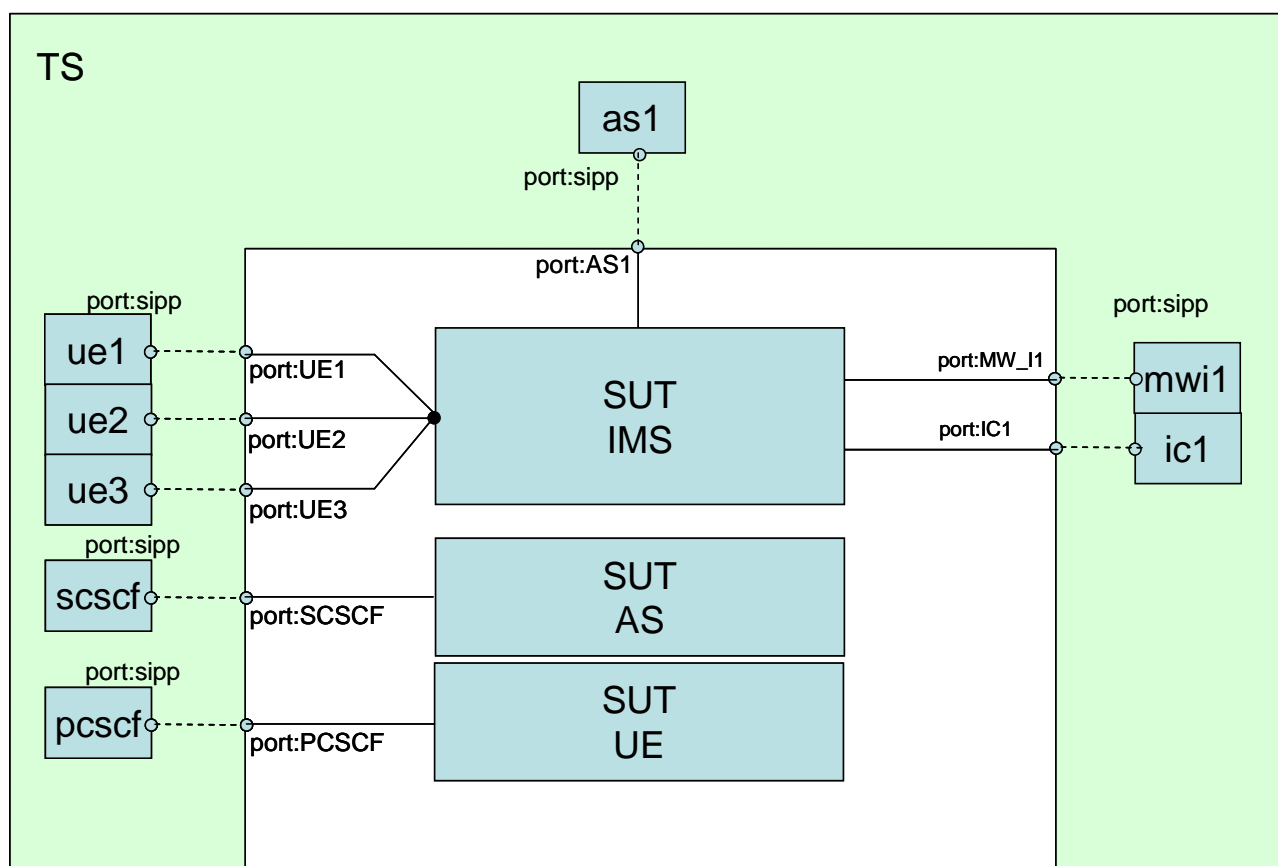 TS
as1
port:sipp
port:AS1
port:sipp
ue1
port:UE1
ue2
port:UE2
ue3
port:UE3
SUT
IMS
port:MW_I1
port:IC1
port:sipp
mwi1
ic1
port:sipp
scscf
port:SCSCF
SUT
AS
port:sipp
pcscf
port:PCSCF
SUT
UE